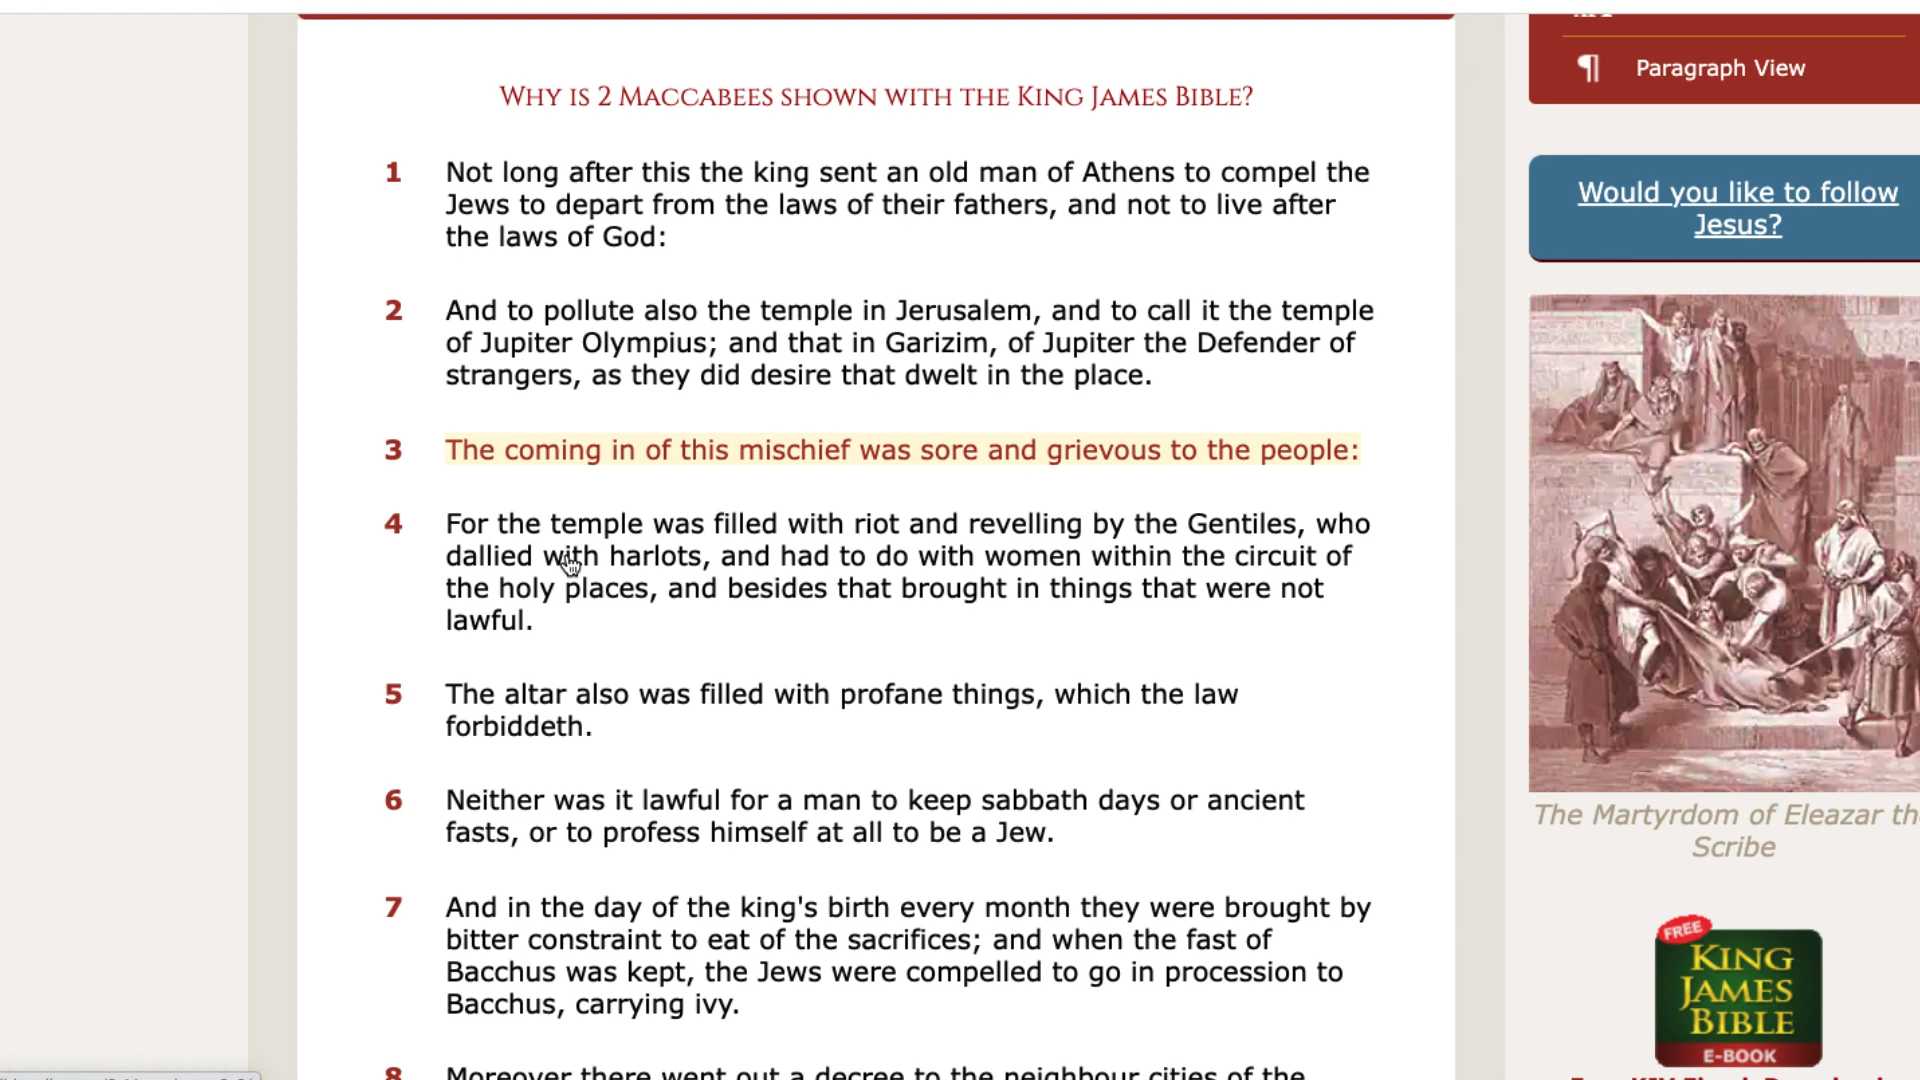 Paragraph View
WHY IS 2 MACCABEES SHOWN WITH THE KING JAMES BIBLE?
1 Not long after this the king sent an old man of Athens to compel the
Jews to depart from the laws of their fathers, and not to live after
the laws of God:
2 And to pollute also the temple in Jerusalem, and to call it the temple
of Jupiter Olympius; and that in Garizim, of Jupiter the Defender of
strangers, as they did desire that dwelt in the place.
3 The coming in of this mischief was sore and grievous to the people:
4 For the temple was filled with riot and revelling by the Gentiles, who
dallied with harlots, and had to do with women within the circuit of
the holy places, and besides that brought in things that were not
lawful.
5 The altar also was filled with profane things, which the law
forbiddeth.
6 Neither was it lawful for a man to keep sabbath days or ancient
fasts, or to profess himself at all to be a Jew.
7 And in the day of the king's birth every month they were brought by
bitter constraint to eat of the sacrifices; and when the fast of
Bacchus was kept, the Jews were compelled to go in procession to
Bacchus, carrying ivy.
8 Moreover there went out a decree to the neighbour cities of the
Would you like to follow
Jesus?
The Martyrdom of Eleazar th
Scribe
FREE
KING
JAMES
BIBLE
E-BOOK